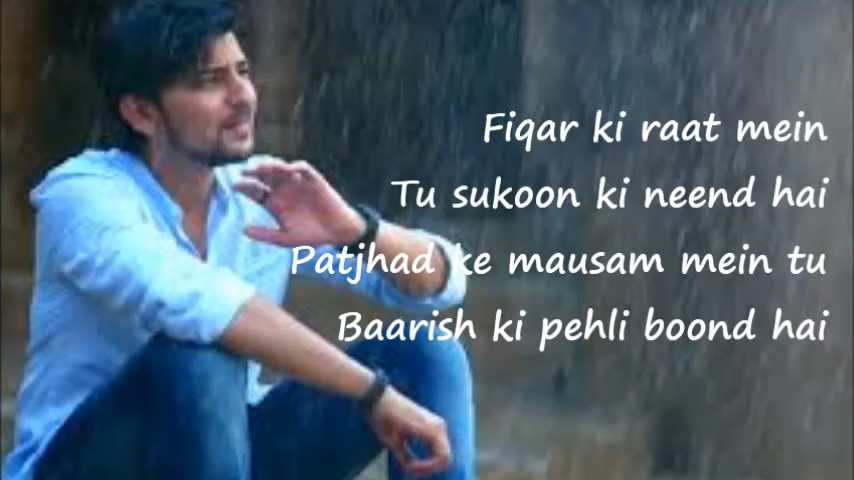 Fiqar ki raat mein
Tu sukoon ki neend hai
Patjhad ke mausam mein tu
Baarish ki pehli boond hai